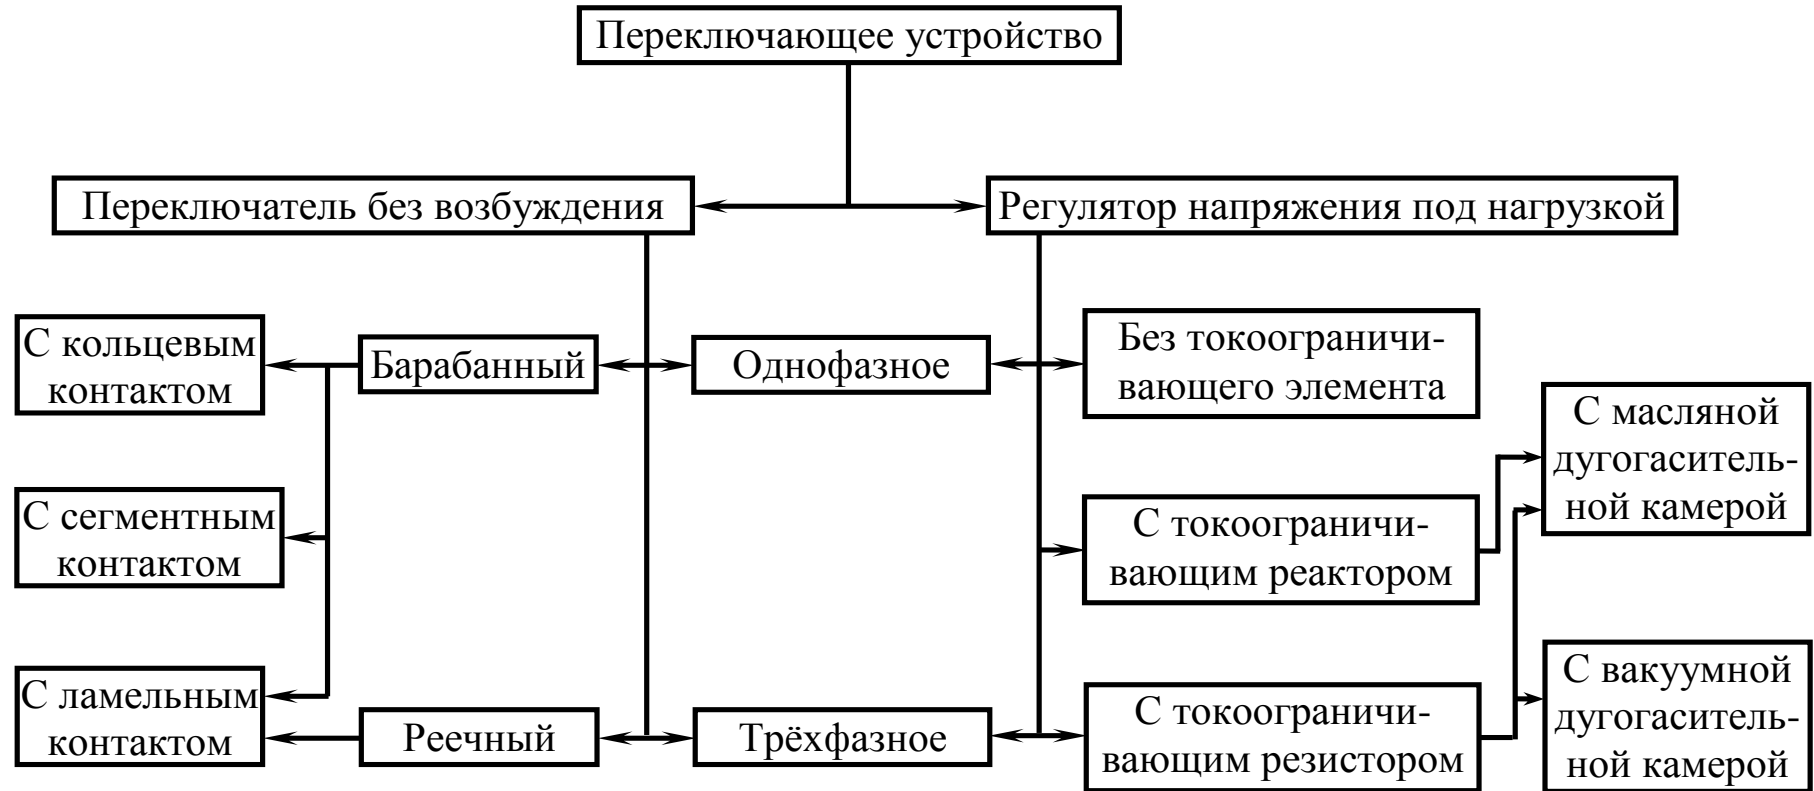 Переключающее устройство
Переключатель без возбуждения
Регулятор напряжения под нагрузкой
С кольцевым
контактом
Барабанный
Однофазное
Без токоограничи-
вающего элемента
С масляной
дугогаситель-
ной камерой
С сегментным
контактом
С токоограничи-
вающим реактором
С ламельным
контактом
Реечный
Трёхфазное
С токоограничи-
вающим резистором
С вакуумной
дугогаситель-
ной камерой